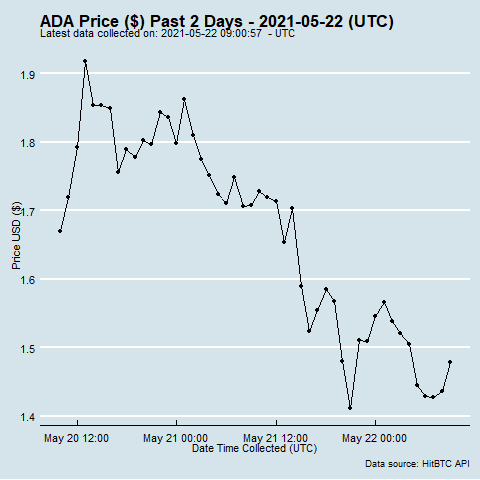 ADA Price ($) Past 2 Days - 2021-05-22 (UTC)
Latest data collected on: 2021-05-22 09:00:57 - UTC
Price USD ($)
1.9
1.8
1.7
1.6
1.5
1.4
May 20 12:00
May 21 00:00
May 21 12:00
May 22 00:00
Date Time Collected (UTC)
Data source: HitBTC API